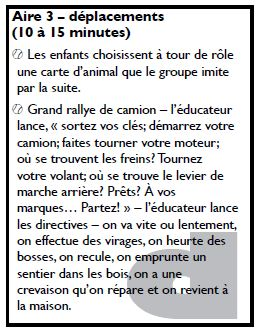 Aire 3 – déplacements
(10 à 15 minutes)
Les enfants choisissent à tour de rôle
une carte d’animal que le groupe imite
par la suite.
Grand rallye de camion – l’éducateur
lance, « sortez vos clés; démarrez votre
camion; faites tourner votre moteur;
où se trouvent les freins? Tournez
votre volant; où se trouve le levier de
marche arrière? Prêts? À vos
marques… Partez! » – l’éducateur lance
les directives – on va vite ou lentement,
on effectue des virages, on heurte des
bosses, on recule, on emprunte un
sentier dans les bois, on a une
crevaison qu’on répare et on revient à
la maison.